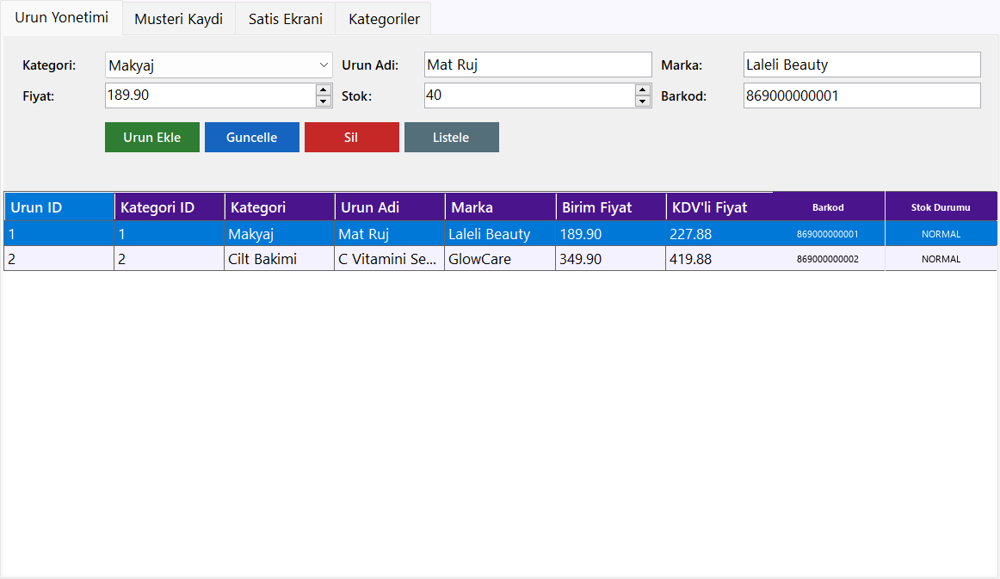 Urun Yonetimi Musteri Kaydi Satis Ekrani Kategoriler
Kategori: Makyaj Urun Adi: Mat Ruj Marka: Laleli Beauty
Fiyat: 189.90 Stok: 40 Barkod: 869000000001
Urun Ekle Guncelle Sil Listele
Urun ID Kategori ID Kategori Urun Adi Marka Birim Fiyat KDV'li Fiyat Barkod Stok Durumu
1 1 Makyaj Mat Ruj Laleli Beauty 189.90 227.88 869000000001 NORMAL
2 2 Cilt Bakimi C Vitamini Se... GlowCare 349.90 419.88 869000000002 NORMAL